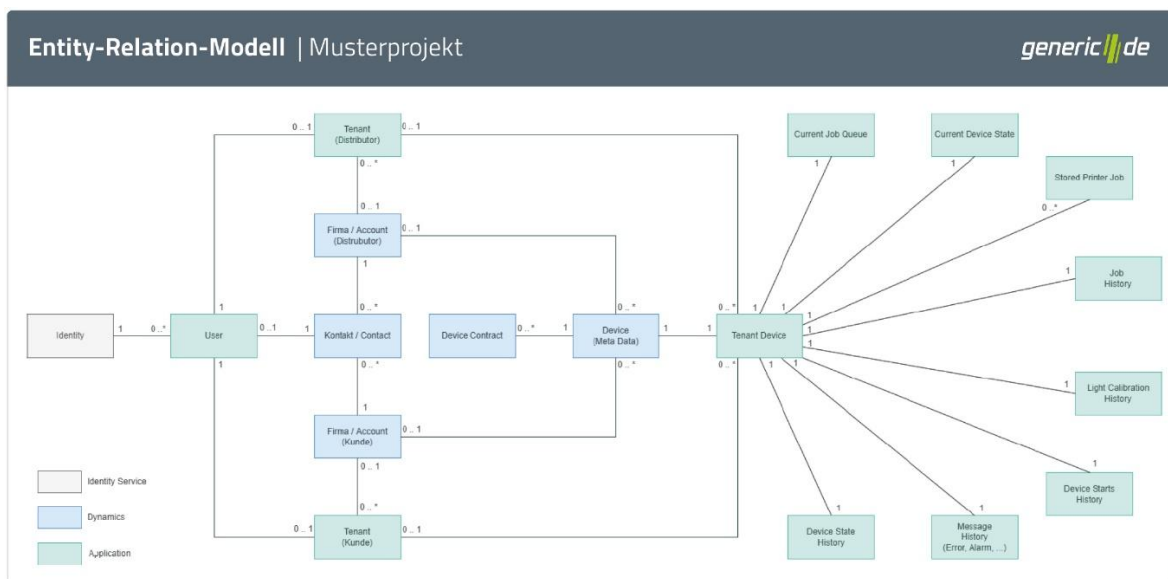 Entity-Relation-Modell | Musterprojekt
generic de
0 .. 1
Tenant
(Distributor)
0 .. 1
0 .. *
0 .. 1
Firma / Account
(Distrubutor)
0 .. 1
1
0 .. *
Identity
1
0 .. *
User
1
1
0 ..1
1
Kontakt / Contact
0 .. *
1
Firma / Account
(Kunde)
0 .. 1
0 .. 1
0 .. *
0 .. 1
Tenant
(Kunde)
0 .. 1
Device Contract
0 .. *
1
0 .. *
Device
(Meta Data)
0 .. *
1
1
0 .. *
Tenant Device
0 .. *
1
1
1
1
1
1
1
1
Current Job Queue
1
Current Device State
1
Stored Printer Job
0 .. *
Job
History
1
Light Calibration
History
1
Device Starts
History
1
Message
History
(Error, Alarm, ...)
1
Device State
History
1
Identity Service
Dynamics
Application